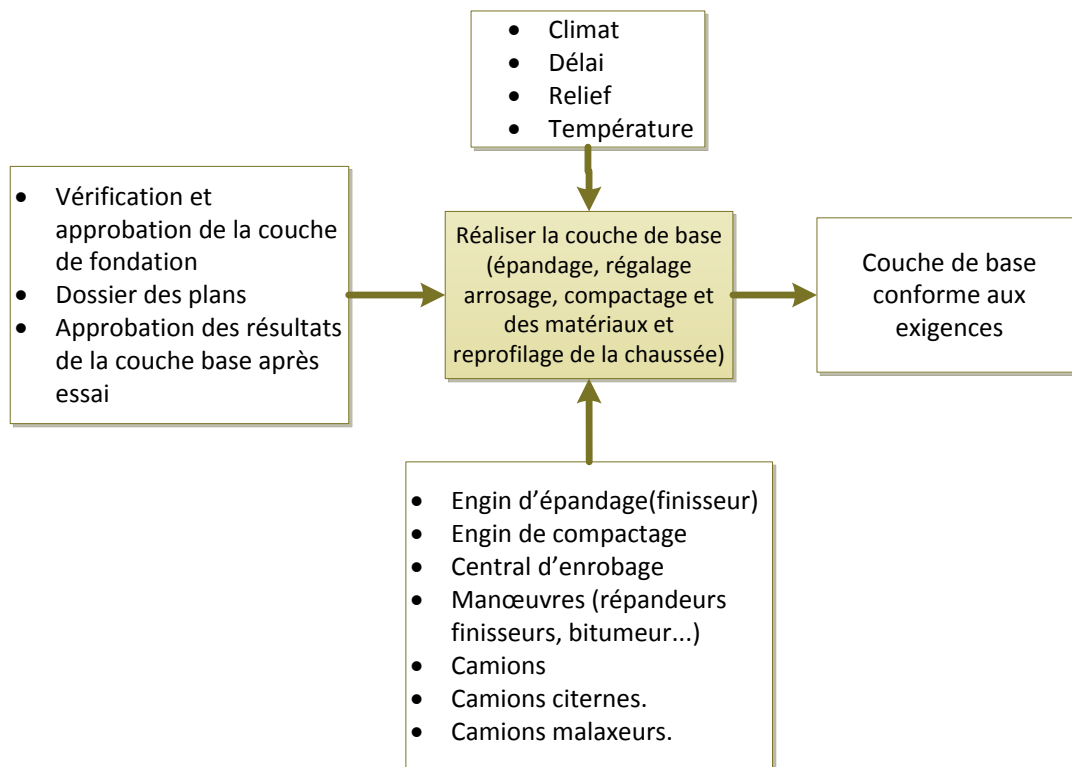 • Climat
• Délai
• Relief
• Température
• Vérification et
approbation de la couche
de fondation
• Dossier des plans
• Approbation des résultats
de la couche base après
essai
Réaliser la couche de base
(épandage, régalage
arrosage, compactage et
des matériaux et
reprofilage de la chaussée)
Couche de base
conforme aux
exigences
• Engin d’épandage(finisseur)
• Engin de compactage
• Central d’enrobage
• Manœuvres (répandeurs
finisseurs, bitumeur...)
• Camions
• Camions citernes.
• Camions malaxeurs.